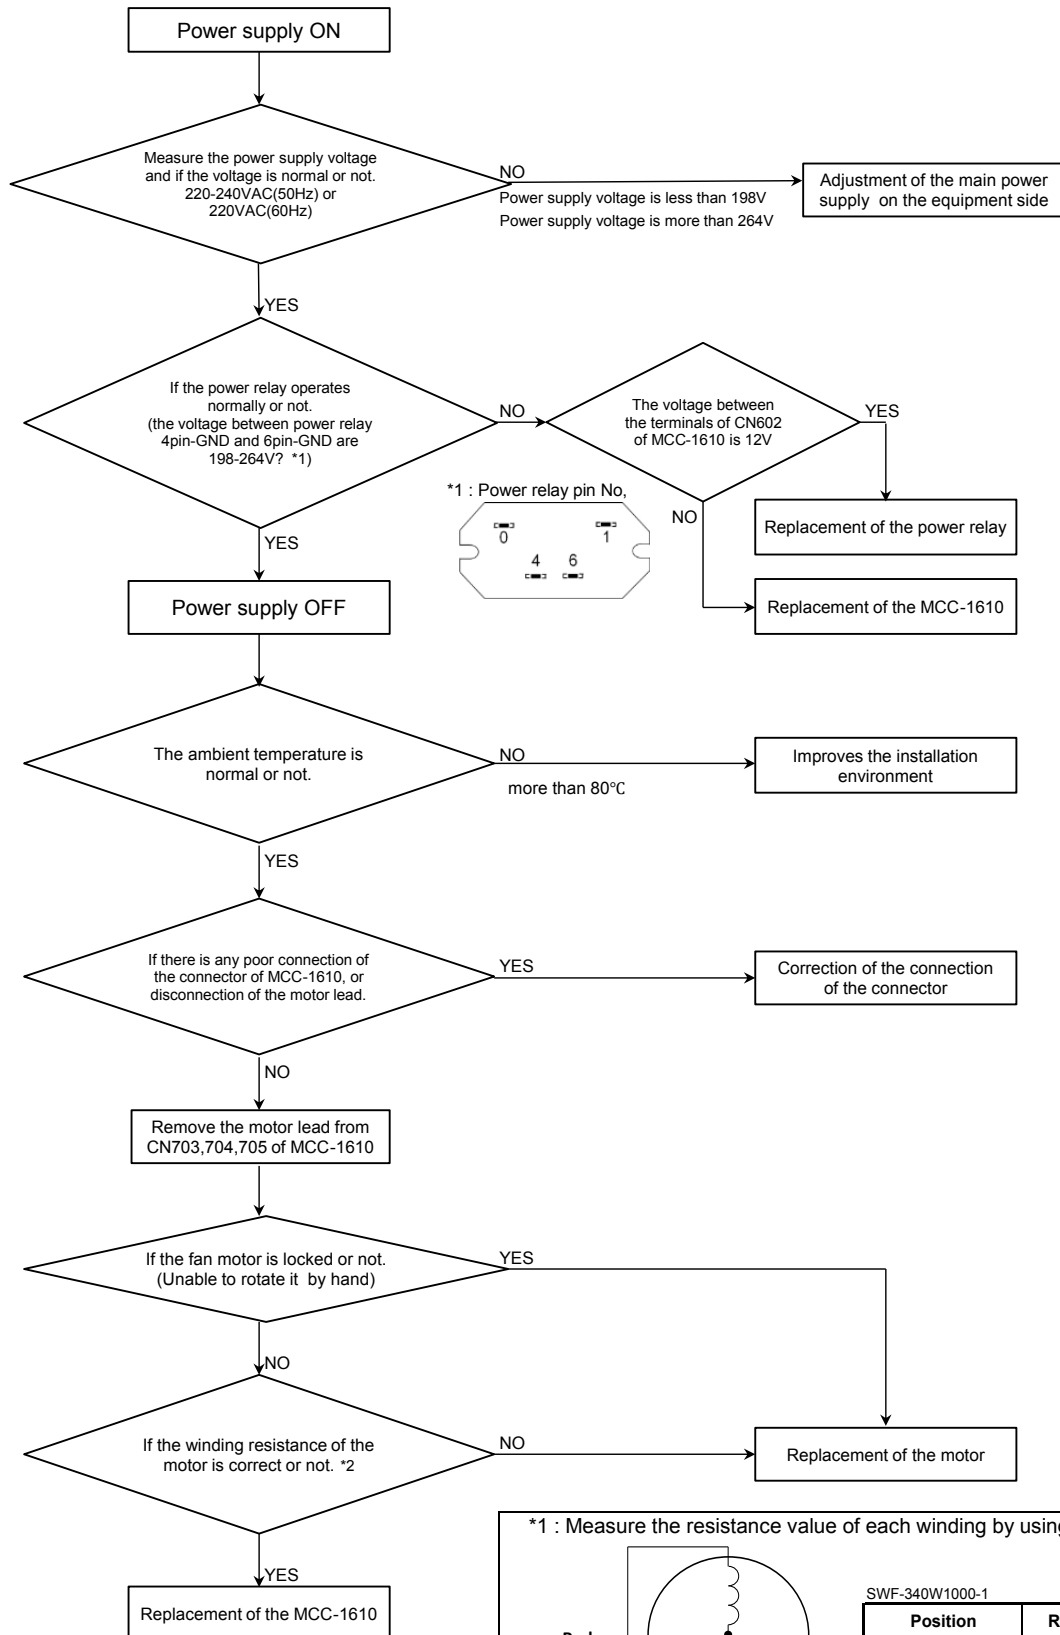 Power supply ON
Measure the power supply voltage
and if the voltage is normal or not.
220-240VAC(50Hz) or
220VAC(60Hz)
NO
Power supply voltage is less than 198V
Power supply voltage is more than 264V
Adjustment of the main power
supply on the equipment side
YES
If the power relay operates
normally or not.
(the voltage between power relay
4pin-GND and 6pin-GND are
198-264V? *1)
NO
The voltage between
the terminals of CN602
of MCC-1610 is 12V
YES
*1 : Power relay pin No,
0
1
4 6
NO
Replacement of the power relay
Replacement of the MCC-1610
YES
Power supply OFF
The ambient temperature is
normal or not.
NO
more than 80℃
Improves the installation
environment
YES
If there is any poor connection of
the connector of MCC-1610, or
disconnection of the motor lead.
YES
Correction of the connection
of the connector
NO
Remove the motor lead from
CN703,704,705 of MCC-1610
If the fan motor is locked or not.
(Unable to rotate it by hand)
YES
NO
If the winding resistance of the
motor is correct or not. *2
NO
Replacement of the motor
YES
Replacement of the MCC-1610
*1 : Measure the resistance value of each winding by using
SWF-340W1000-1
Position